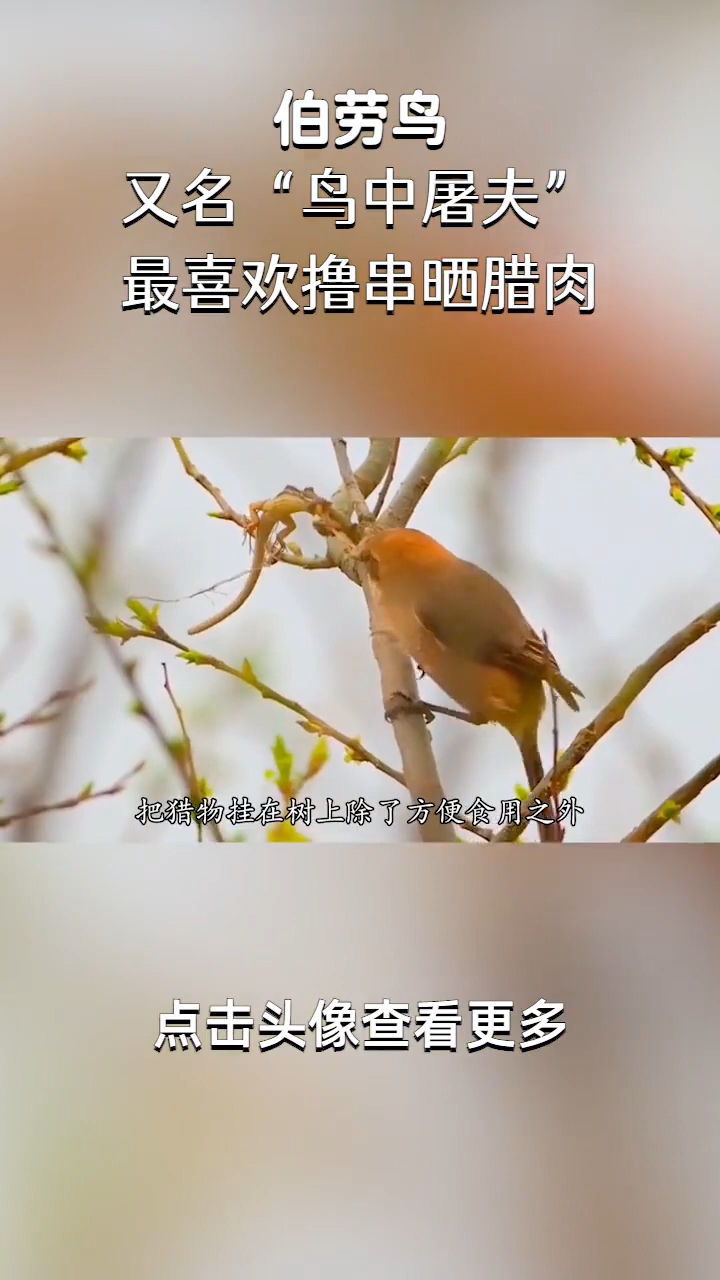 伯劳鸟
又名“鸟中屠夫”
最喜欢撸串晒腊肉
把猎物挂在树上除了方便食用之外
点击头像查看更多